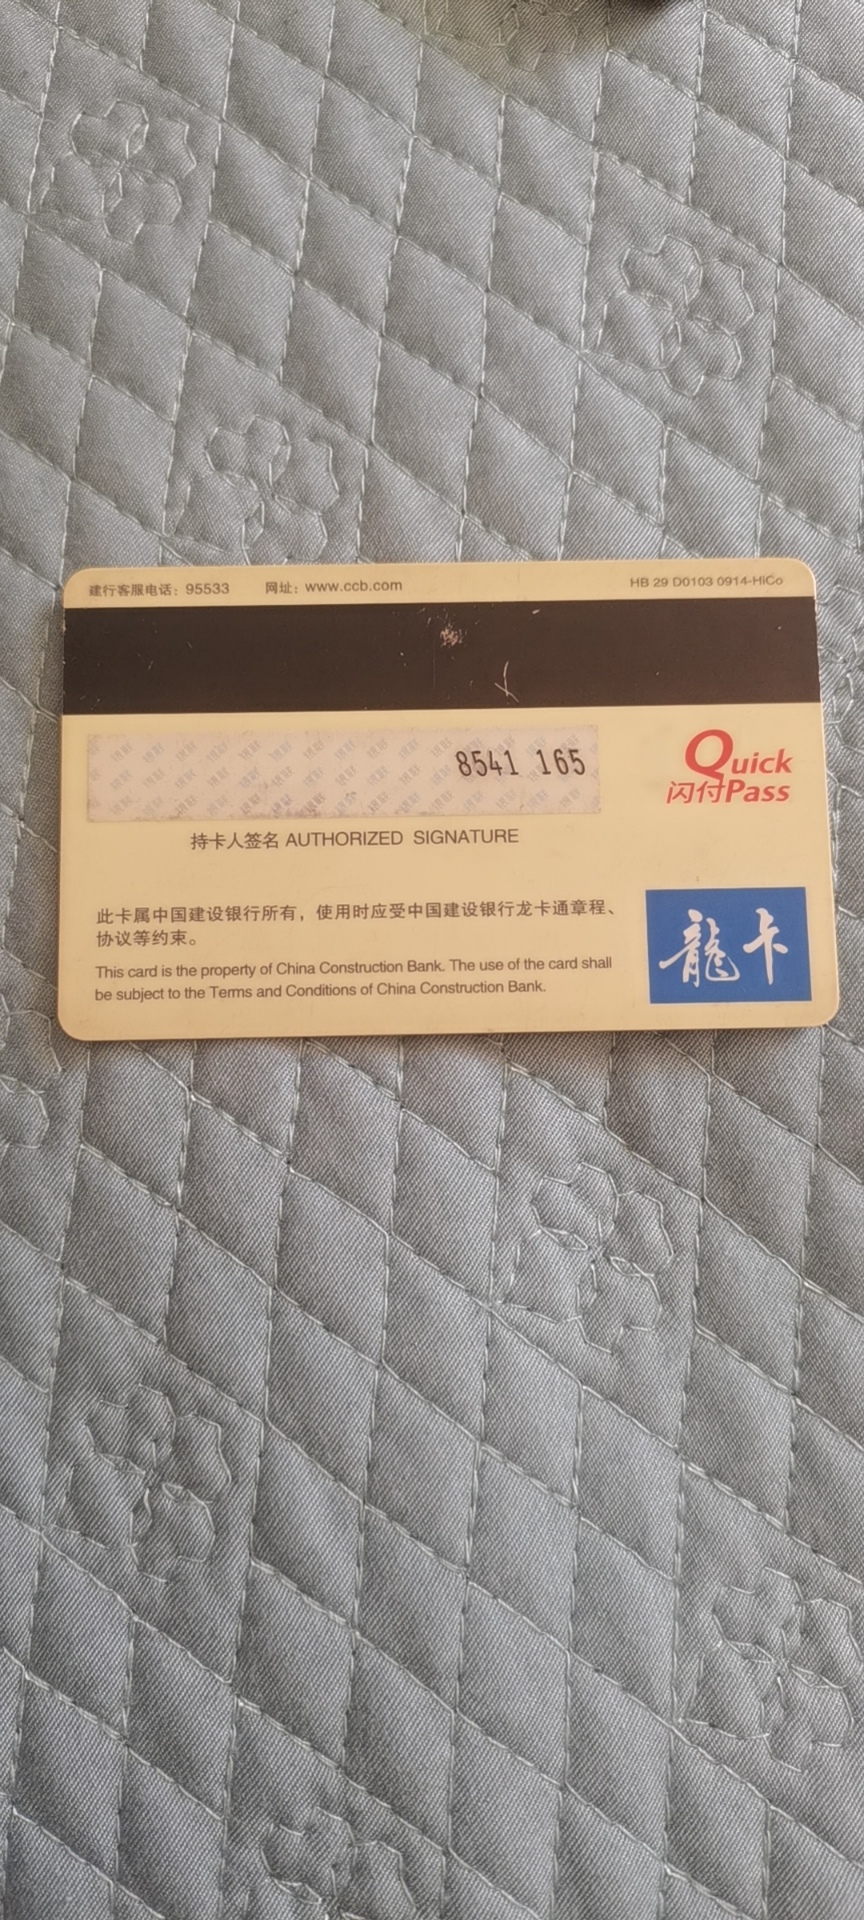 建行客服电话：95533 网址：www.ccb.com HB 29 D0103 0914-HiCo
8541 165
Quick
闪付Pass
持卡人签名 AUTHORIZED SIGNATURE
此卡属中国建设银行所有，使用时应受中国建设银行龙卡通章程、
协议等约束。
This card is the property of China Construction Bank. The use of the card shall
be subject to the Terms and Conditions of China Construction Bank.
龍卡